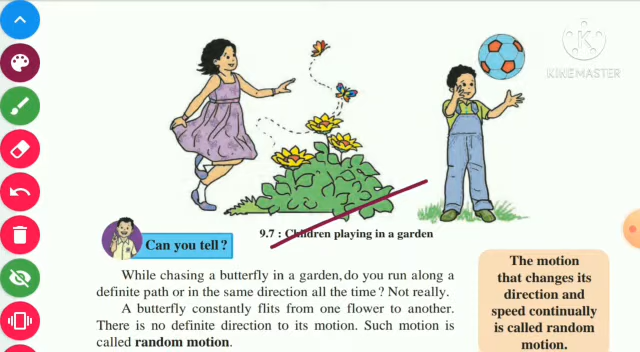 KINEMASTER
9.7 : Children playing in a garden
Can you tell?
While chasing a butterfly in a garden, do you run along a
definite path or in the same direction all the time? Not really.
A butterfly constantly flits from one flower to another.
There is no definite direction to its motion. Such motion is
called random motion.
The motion
that changes its
direction and
speed continually
is called random
motion.